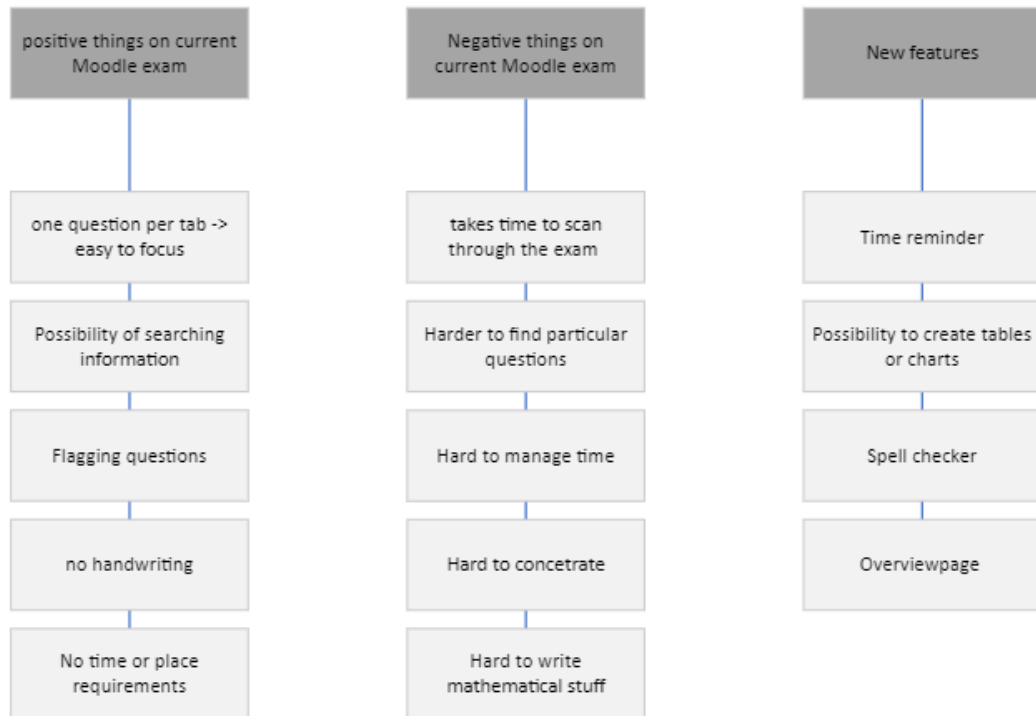 positive things on current
Moodle exam
one question per tab ->
easy to focus
Possibility of searching
information
Flagging questions
no handwriting
No time or place
requirements
Negative things on
current Moodle exam
takes time to scan
through the exam
Harder to find particular
questions
Hard to manage time
Hard to concetrate
Hard to write
mathematical stuff
New features
Time reminder
Possibility to create tables
or charts
Spell checker
Overviewpage